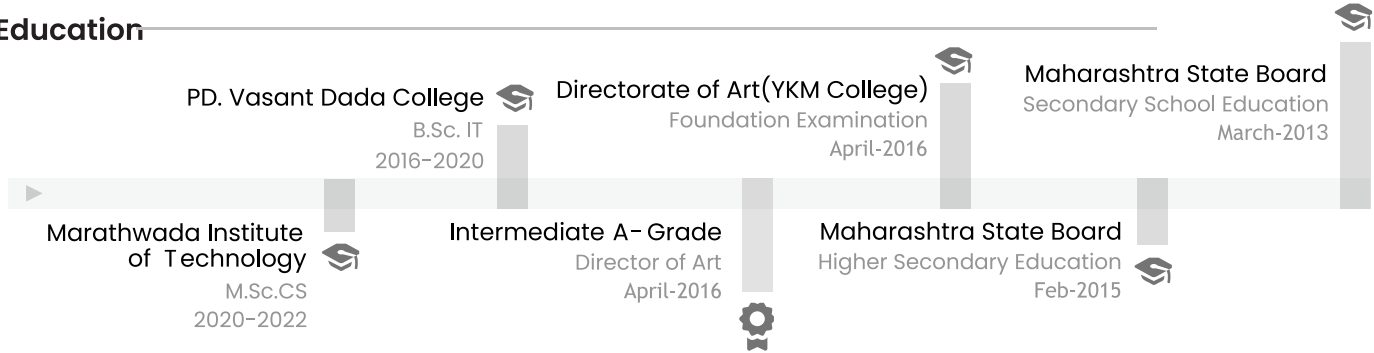 Education
PD. Vasant Dada College
B.Sc. IT
2016-2020
Directorate of Art(YKM College)
Foundation Examination
April-2016
Maharashtra State Board
Secondary School Education
March-2013
Marathwada Institute
of Technology
M.Sc.CS
2020-2022
Intermediate A- Grade
Director of Art
April-2016
Maharashtra State Board
Higher Secondary Education
Feb-2015